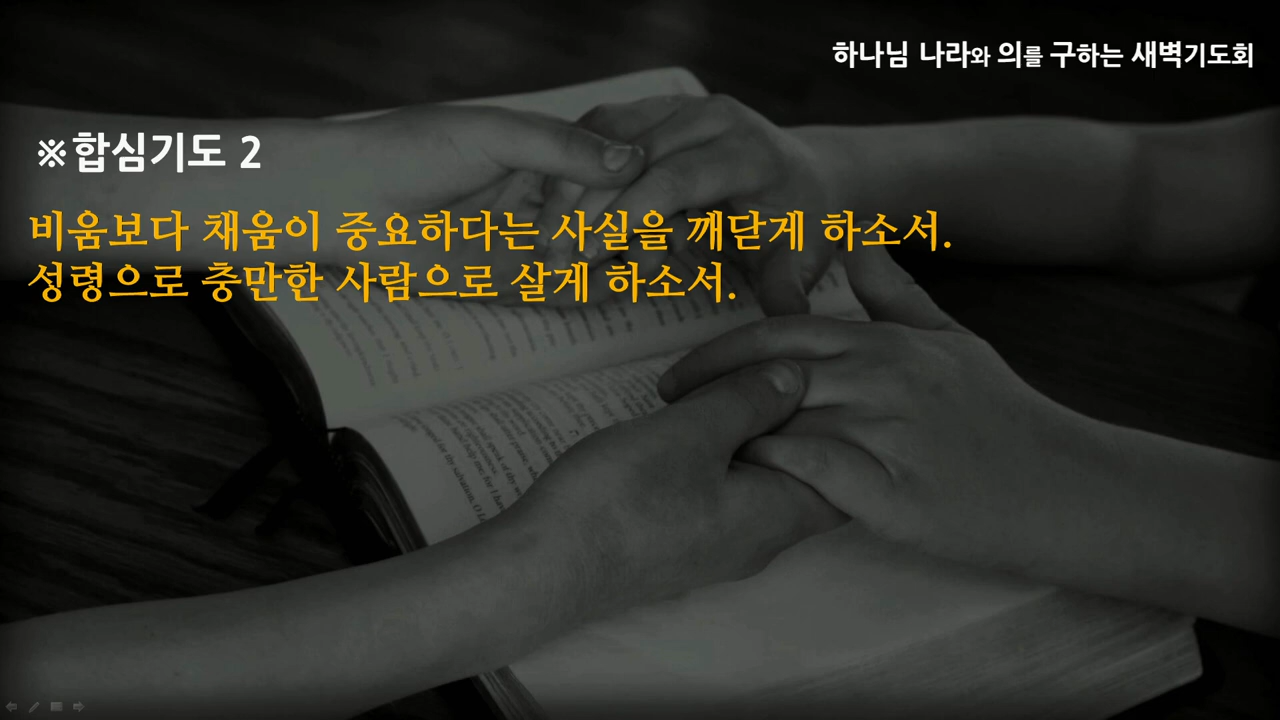 하나님 나라와 의를 구하는 새벽기도회
※합심기도 2
비움보다 채움이 중요하다는 사실을 깨닫게 하소서.
성령으로 충만한 사람으로 살게 하소서.